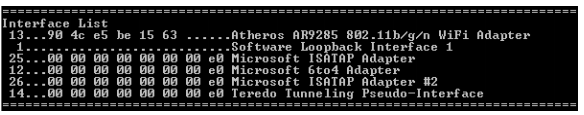 ===========================================================================
Interface List
 13...90 4c e5 be 15 63 ......Atheros AR9285 802.11b/g/n WiFi Adapter
  1...........................Software Loopback Interface 1
 25...00 00 00 00 00 00 00 e0 Microsoft ISATAP Adapter
 12...00 00 00 00 00 00 00 e0 Microsoft 6to4 Adapter
 26...00 00 00 00 00 00 00 e0 Microsoft ISATAP Adapter #2
 14...00 00 00 00 00 00 00 e0 Teredo Tunneling Pseudo-Interface
===========================================================================